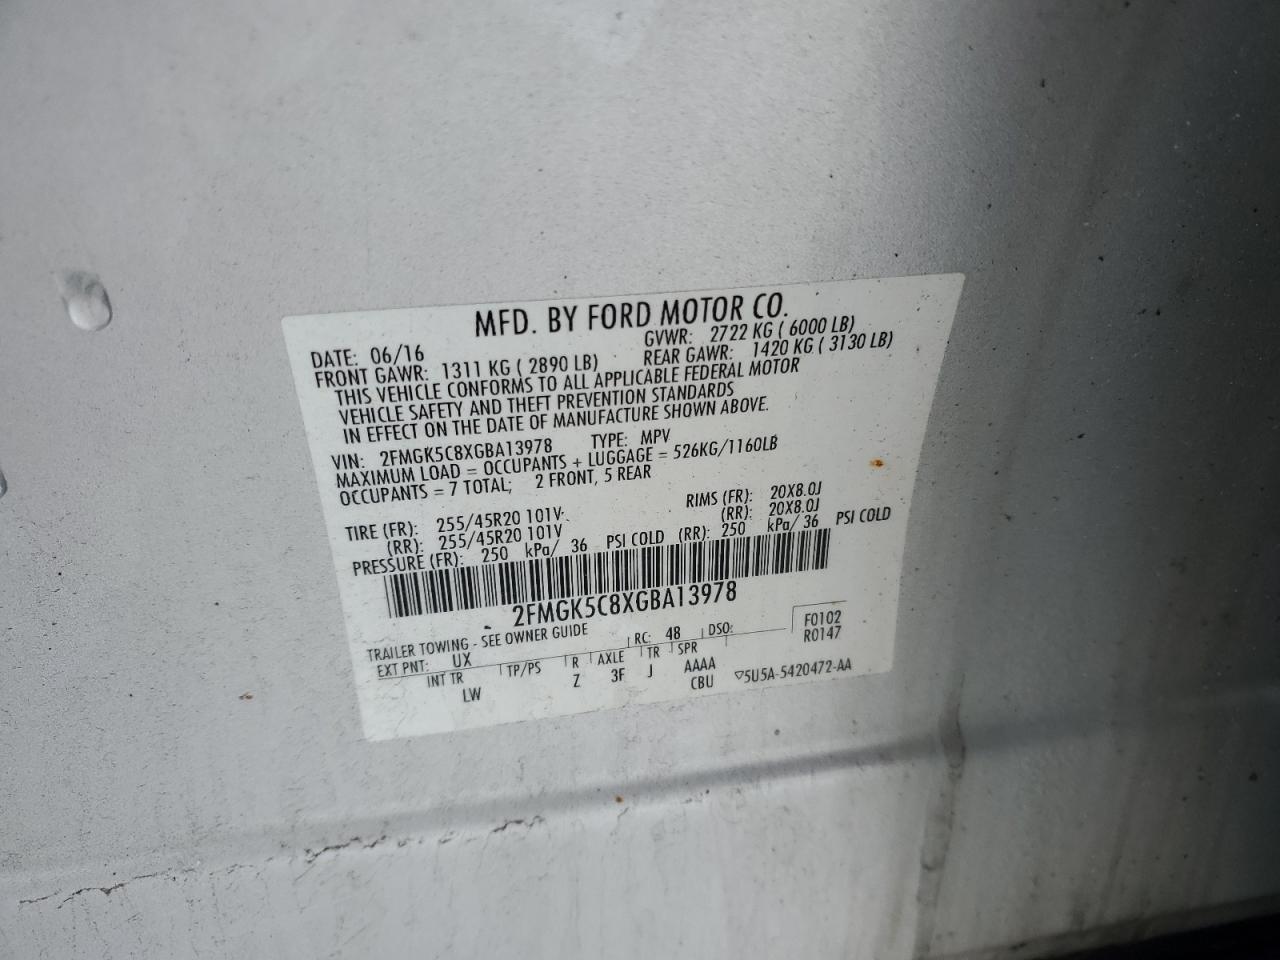 MFD. BY FORD MOTOR CO.
DATE: 06/16 GVWR: 2722 KG ( 6000 LB)
FRONT GAWR: 1311 KG ( 2890 LB) REAR GAWR: 1420 KG ( 3130 LB)
THIS VEHICLE CONFORMS TO ALL APPLICABLE FEDERAL MOTOR
VEHICLE SAFETY AND THEFT PREVENTION STANDARDS
IN EFFECT ON THE DATE OF MANUFACTURE SHOWN ABOVE.
VIN: 2FMGK5C8XGBA13978 TYPE: MPV
MAXIMUM LOAD = OCCUPANTS + LUGGAGE = 526KG/1160LB
OCCUPANTS = 7 TOTAL; 2 FRONT, 5 REAR
TIRE (FR): 255/45R20 101V RIMS (FR): 20X8.0J
(RR): 255/45R20 101V (RR): 20X8.0J
PRESSURE (FR): 250 kPa/ 36 PSI COLD (RR): 250 kPa/ 36 PSI COLD
2FMGK5C8XGBA13978
TRAILER TOWING - SEE OWNER GUIDE
EXT PNT: UX RC: 48 DSO: F0102
R0147
INT TR TP/PS R AXLE TR SPR
LW Z 3F J AAAA
CBU ▽5U5A-5420472-AA